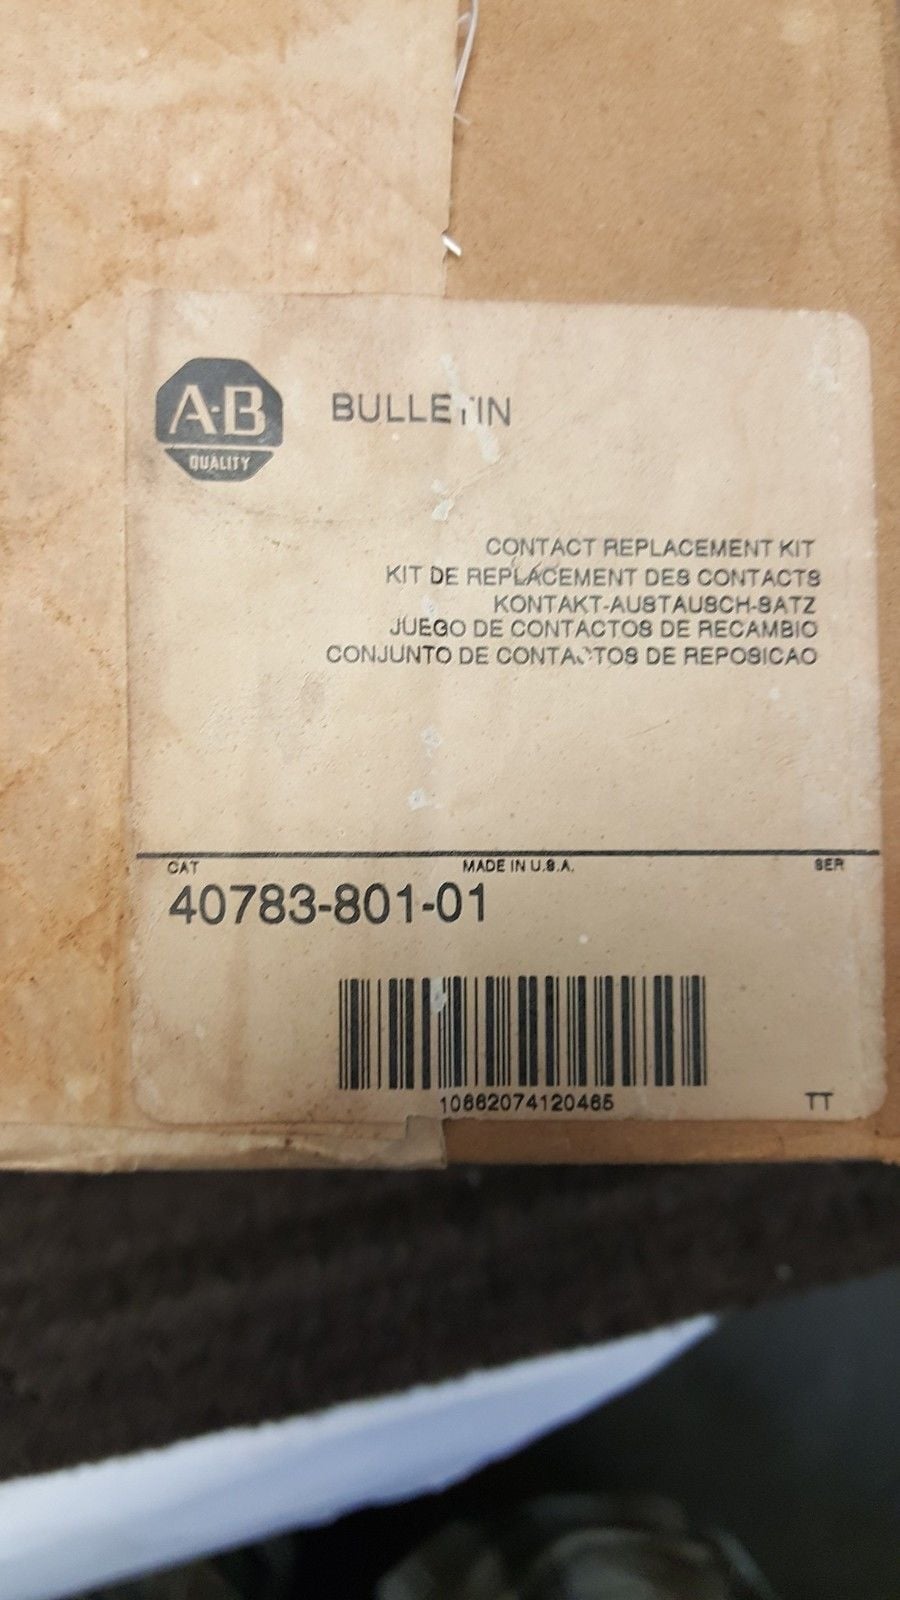 A-B
QUALITY
BULLETIN
CONTACT REPLACEMENT KIT
KIT DE REPLACEMENT DES CONTACTS
KONTAKT-AUSTAUSCH-SATZ
JUEGO DE CONTACTOS DE RECAMBIO
CONJUNTO DE CONTACTOS DE REPOSICAO
CAT MADE IN U.S.A. SER
40783-801-01
10662074120465
TT